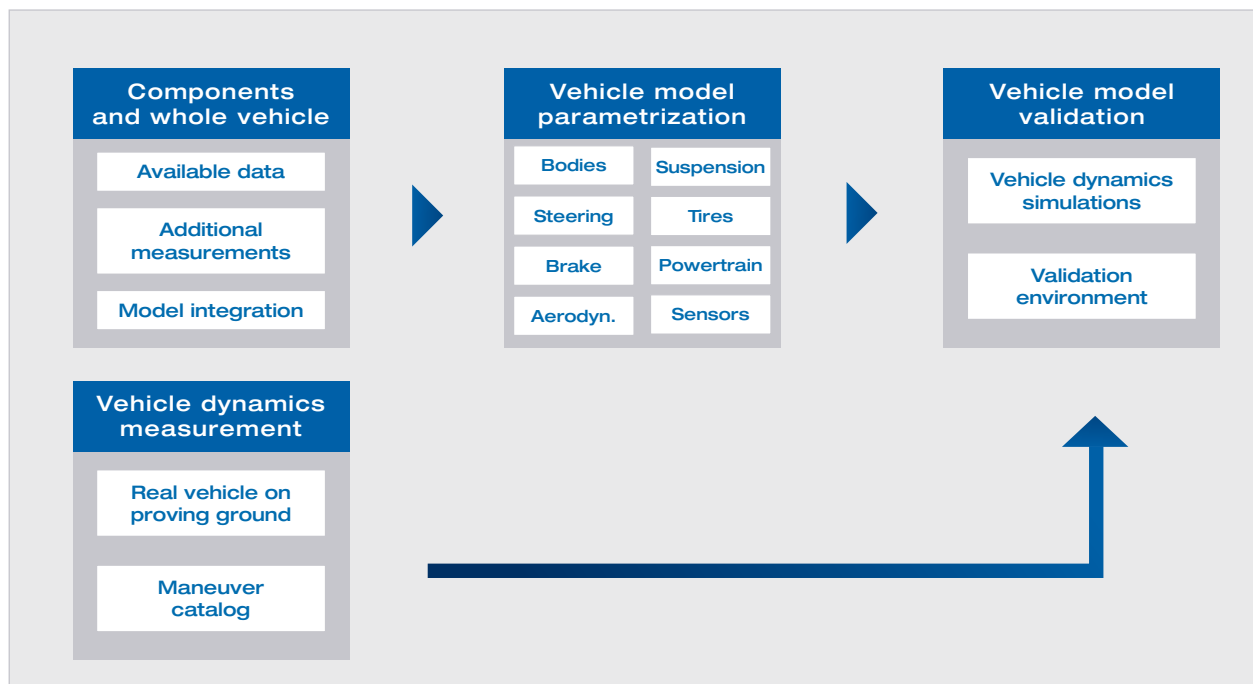 Components
and whole vehicle
Available data
Additional
measurements
Model integration
Vehicle model
parametrization
Bodies
Suspension
Steering
Tires
Brake
Powertrain
Aerodyn.
Sensors
Vehicle model
validation
Vehicle dynamics
simulations
Validation
environment
Vehicle dynamics
measurement
Real vehicle on
proving ground
Maneuver
catalog